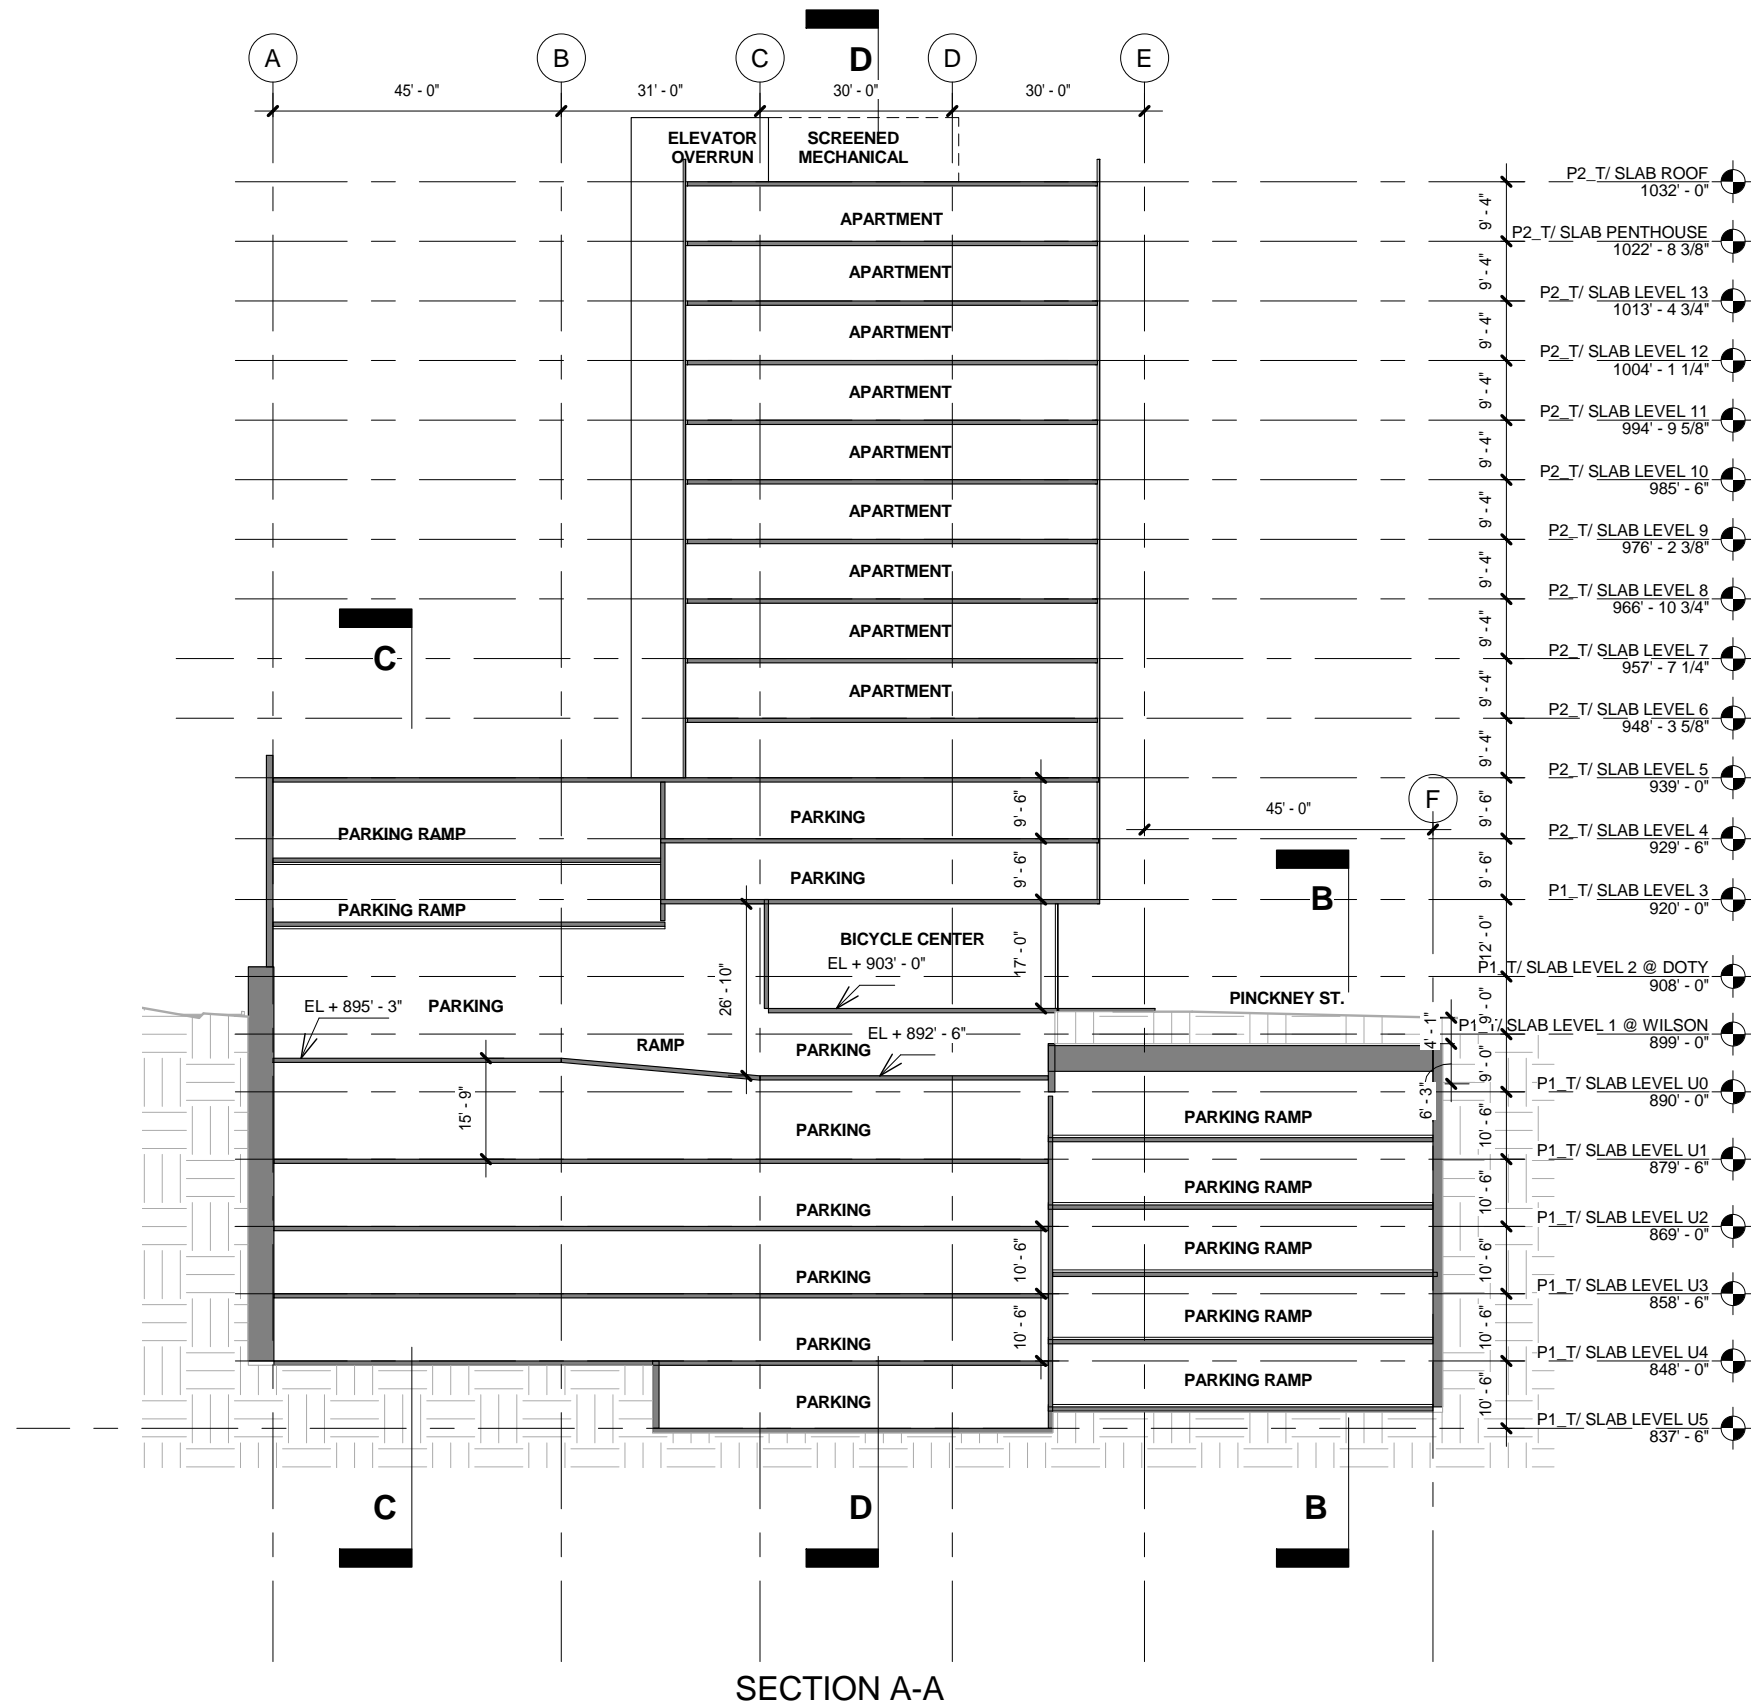 A
B
C
D
D
E
45' - 0"
31' - 0"
30' - 0"
30' - 0"
ELEVATOR
OVERRUN
SCREENED
MECHANICAL
P2_T/ SLAB ROOF
1032' - 0"
9' - 4"
APARTMENT
P2_T/ SLAB PENTHOUSE
1022' - 8 3/8"
9' - 4"
APARTMENT
P2_T/ SLAB LEVEL 13
1013' - 4 3/4"
9' - 4"
APARTMENT
P2_T/ SLAB LEVEL 12
1004' - 1 1/4"
9' - 4"
APARTMENT
P2_T/ SLAB LEVEL 11
994' - 9 5/8"
9' - 4"
APARTMENT
P2_T/ SLAB LEVEL 10
985' - 6"
9' - 4"
APARTMENT
P2_T/ SLAB LEVEL 9
976' - 2 3/8"
9' - 4"
APARTMENT
P2_T/ SLAB LEVEL 8
966' - 10 3/4"
9' - 4"
APARTMENT
C
P2_T/ SLAB LEVEL 7
957' - 7 1/4"
9' - 4"
APARTMENT
P2_T/ SLAB LEVEL 6
948' - 3 5/8"
9' - 4"
P2_T/ SLAB LEVEL 5
939' - 0"
F
45' - 0"
9' - 6"
9' - 6"
PARKING
PARKING RAMP
P2_T/ SLAB LEVEL 4
929' - 6"
9' - 6"
9' - 6"
PARKING
B
PARKING RAMP
P1_T/ SLAB LEVEL 3
920' - 0"
12' - 0"
BICYCLE CENTER
EL + 903' - 0"
17' - 0"
26' - 10"
P1_T/ SLAB LEVEL 2 @ DOTY
908' - 0"
9' - 0"
PINCKNEY ST.
EL + 895' - 3"
PARKING
4' - 1"
P1_T/ SLAB LEVEL 1 @ WILSON
899' - 0"
9' - 0"
EL + 892' - 6"
RAMP
PARKING
6' - 3"
P1_T/ SLAB LEVEL U0
890' - 0"
10' - 6"
15' - 9"
PARKING
PARKING RAMP
P1_T/ SLAB LEVEL U1
879' - 6"
10' - 6"
PARKING
PARKING RAMP
P1_T/ SLAB LEVEL U2
869' - 0"
10' - 6"
10' - 6"
PARKING
PARKING RAMP
P1_T/ SLAB LEVEL U3
858' - 6"
10' - 6"
10' - 6"
PARKING
PARKING RAMP
P1_T/ SLAB LEVEL U4
848' - 0"
10' - 6"
PARKING
PARKING RAMP
P1_T/ SLAB LEVEL U5
837' - 6"
C
D
B
SECTION A-A